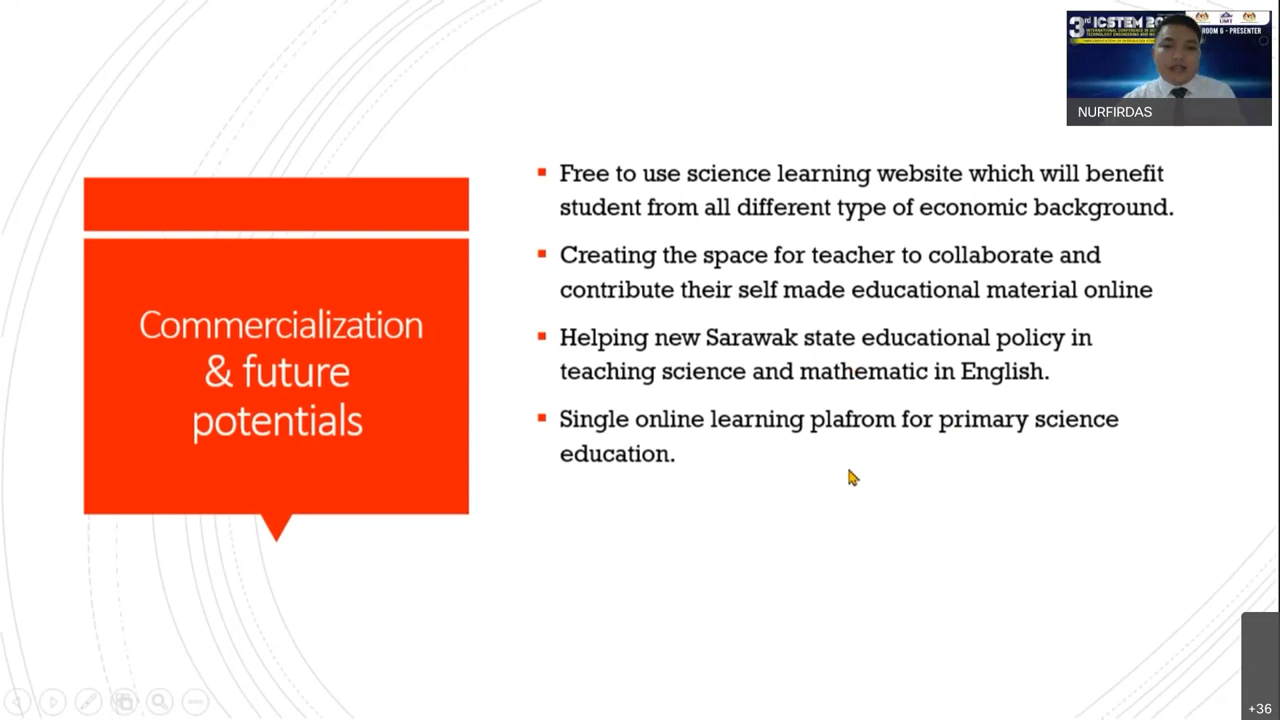 3rd ICSTEM
ROOM 6 - PRESENTER
NURFIRDAS
Commercialization
& future
potentials
Free to use science learning website which will benefit
student from all different type of economic background.
Creating the space for teacher to collaborate and
contribute their self made educational material online
Helping new Sarawak state educational policy in
teaching science and mathematic in English.
Single online learning plafrom for primary science
education.
+36